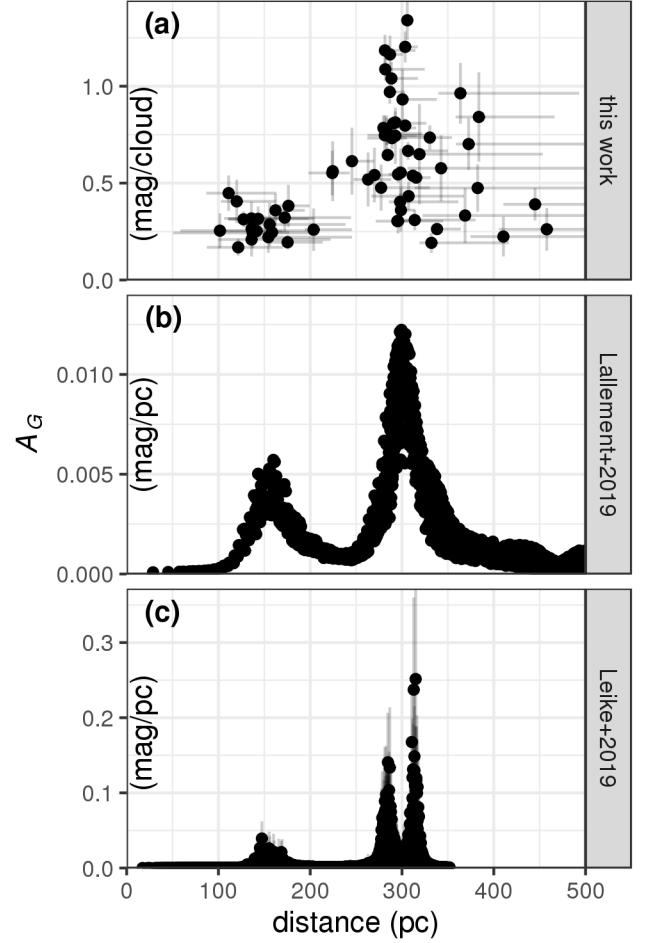 (a)
1.0
0.5
0.0
(mag/cloud)
this work
(b)
0.010
0.005
0.000
(mag/pc)
Lallement+2019
A_G
(c)
0.3
0.2
0.1
0.0
(mag/pc)
Leike+2019
0 100 200 300 400 500
distance (pc)